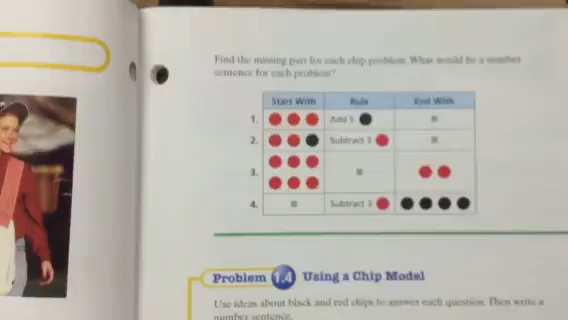 Find the missing part for each chip problem. What would be a number
sentence for each problem?
Start With Rule End With
1. Add 5
2. Subtract 3
3.
4. Subtract 3
Problem 1.4 Using a Chip Model
Use ideas about black and red chips to answer each question. Then write a
number sentence.